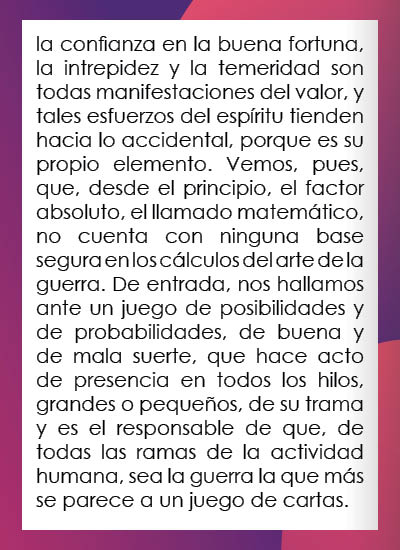 la confianza en la buena fortuna,
la intrepidez y la temeridad son
todas manifestaciones del valor, y
tales esfuerzos del espíritu tienden
hacia lo accidental, porque es su
propio elemento. Vemos, pues,
que, desde el principio, el factor
absoluto, el llamado matemático,
no cuenta con ninguna base
segura en los cálculos del arte de la
guerra. De entrada, nos hallamos
ante un juego de posibilidades y
de probabilidades, de buena y
de mala suerte, que hace acto
de presencia en todos los hilos,
grandes o pequeños, de su trama
y es el responsable de que, de
todas las ramas de la actividad
humana, sea la guerra la que más
se parece a un juego de cartas.